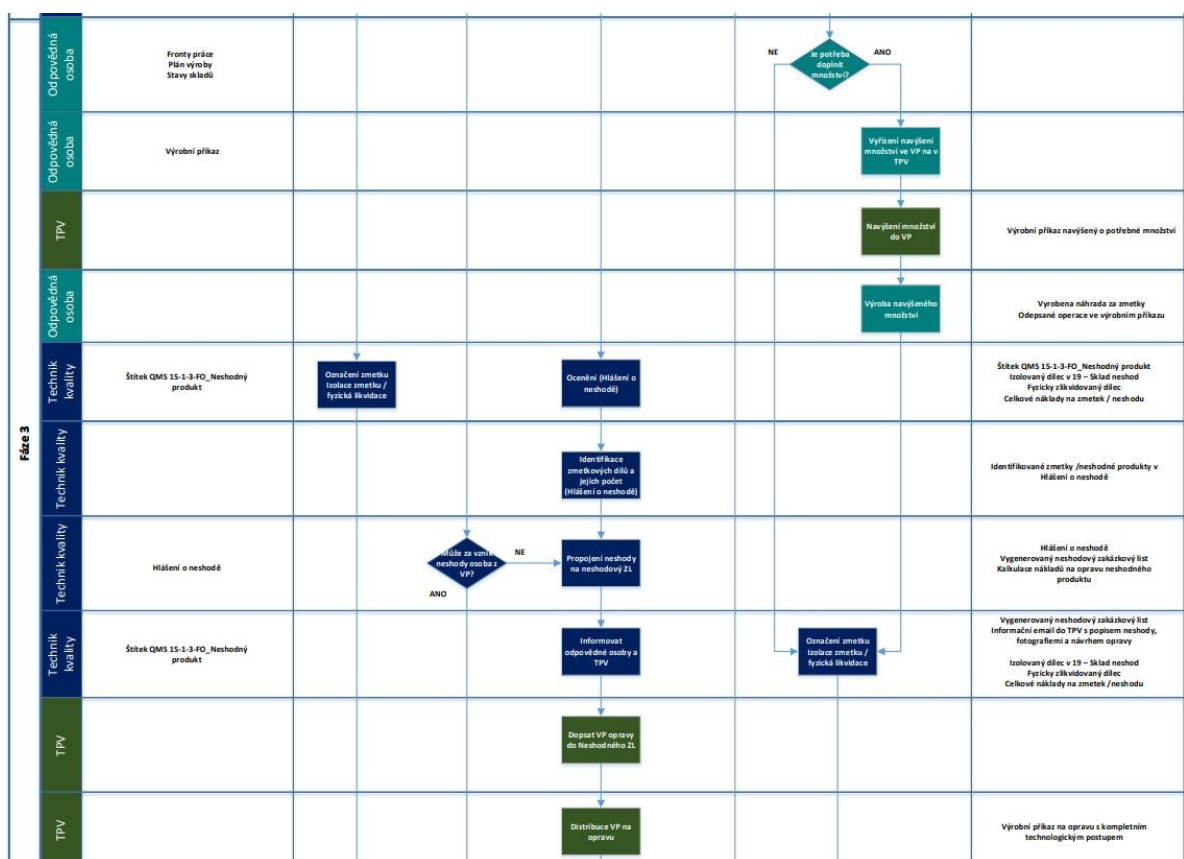 Fáze 3
Odpovědná
osoba
Fronty práce
Plán výroby
Stavy skladů
NE
Je potřeba
doplnit
množství?
ANO
Odpovědná
osoba
Výrobní příkaz
Vyřízení navýšení
množství ve VP na v
TPV
TPV
Navýšení množství
do VP
Výrobní příkaz navýšený o potřebné množství
Odpovědná
osoba
Výroba navýšeného
množství
Vyrobena náhrada za zmetky
Odepsané operace ve výrobním příkazu
Technik
kvality
Štítek QMS 15-1-3-FO_Neshodný
produkt
Označení zmetku
Izolace zmetku /
fyzická likvidace
Ocenění (Hlášení o
neshodě)
Štítek QMS 15-1-3-FO_Neshodný produkt
Izolovaný dílec v 19 – Sklad neshod
Fyzicky zlikvidovaný dílec
Celkové náklady na zmetek / neshodu
Technik kvality
Identifikace
zmetkových dílů a
jejich počet
(Hlášení o neshodě)
Identifikované zmetky /neshodné produkty v
Hlášení o neshodě
Technik kvality
Hlášení o neshodě
Může za vznik
neshody osoba z
VP?
NE
ANO
Propojení neshody
na neshodový ZL
Hlášení o neshodě
Vygenerovaný neshodový zakázkový list
Kalkulace nákladů na opravu neshodného
produktu
Technik
kvality
Štítek QMS 15-1-3-FO_Neshodný
produkt
Informovat
odpovědné osoby a
TPV
Označení zmetku
Izolace zmetku /
fyzická likvidace
Vygenerovaný neshodový zakázkový list
Informační email do TPV s popisem neshody,
fotografiemi a návrhem opravy
Izolovaný dílec v 19 – Sklad neshod
Fyzicky zlikvidovaný dílec
Celkové náklady na zmetek /neshodu
TPV
Dopsat VP opravy
do Neshodného ZL
TPV
Distribuce VP na
opravu
Výrobní příkaz na opravu s kompletním
technologickým postupem